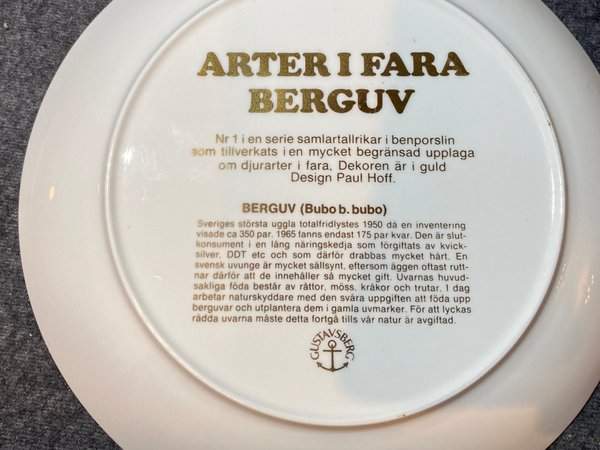 ARTER I FARA
BERGUV
Nr 1 i en serie samlartallrikar i benporslin
som tillverkats i en mycket begränsad upplaga
om djurarter i fara, Dekoren är i guld
Design Paul Hoff.
BERGUV (Bubo b. bubo)
Sveriges största uggla totalfridlystes 1950 då en inventering
visade ca 350 par. 1965 fanns endast 175 par kvar. Den är slut-
konsument i en lång näringskedja som förgiftats av kvick-
silver, DDT etc och som därför drabbas mycket hårt. En
svensk uvunge är mycket sällsynt, eftersom äggen oftast rutt-
nar därför att de innehåller så mycket gift. Uvarnas huvud-
sakliga föda består av råttor, möss, kråkor och trutar. I dag
arbetar naturskyddare med den svåra uppgiften att föda upp
berguvar och utplantera dem i gamla uvmarker. För att lyckas
rädda uvarna måste detta fortgå tills vår natur är avgiftad.
GUSTAVSBERG